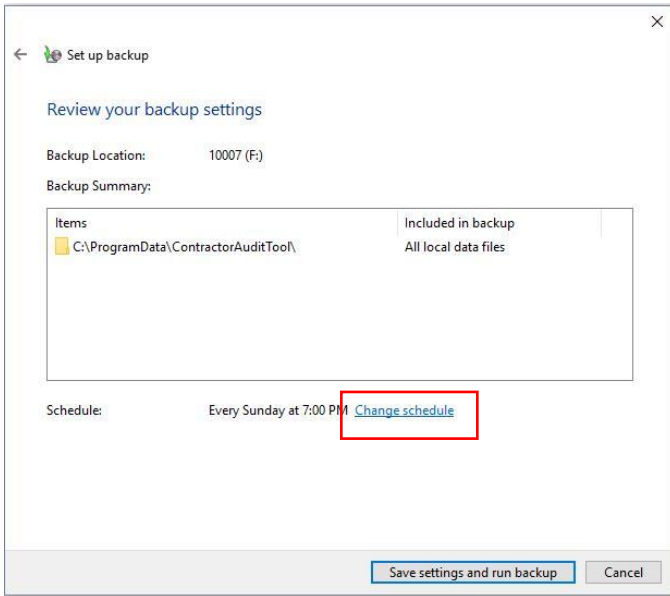 Set up backup
Review your backup settings
Backup Location: 10007 (F:)
Backup Summary:
Items Included in backup
C:\ProgramData\ContractorAuditTool\ All local data files
Schedule: Every Sunday at 7:00 PM Change schedule
Save settings and run backup Cancel